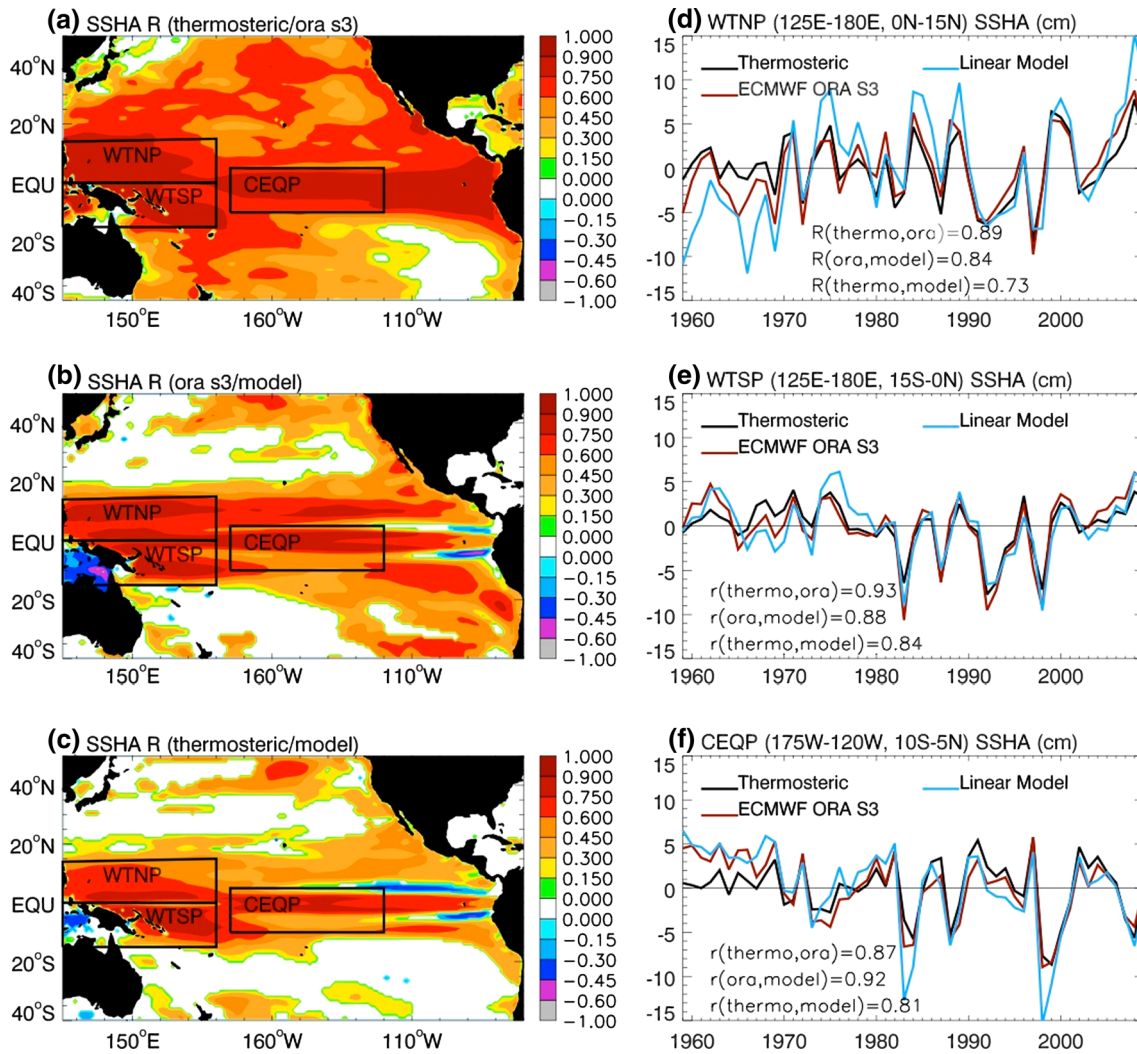 (a) SSHA R (thermosteric/ora s3)
40°N
20°N
EQU
20°S
40°S
150°E
160°W
110°W
WTNP
WTSP
CEQP
1.000
0.900
0.750
0.600
0.450
0.300
0.150
0.000
0.000
−0.15
−0.30
−0.45
−0.60
−1.00
(d) WTNP (125E-180E, 0N-15N) SSHA (cm)
Thermosteric
Linear Model
ECMWF ORA S3
15
10
5
0
-5
-10
-15
R(thermo,ora)=0.89
R(ora,model)=0.84
R(thermo,model)=0.73
1960
1970
1980
1990
2000
(b) SSHA R (ora s3/model)
40°N
20°N
EQU
20°S
40°S
150°E
160°W
110°W
WTNP
WTSP
CEQP
1.000
0.900
0.750
0.600
0.450
0.300
0.150
0.000
0.000
−0.15
−0.30
−0.45
−0.60
−1.00
(e) WTSP (125E-180E, 15S-0N) SSHA (cm)
Thermosteric
Linear Model
ECMWF ORA S3
15
10
5
0
-5
-10
-15
r(thermo,ora)=0.93
r(ora,model)=0.88
r(thermo,model)=0.84
1960
1970
1980
1990
2000
(c) SSHA R (thermosteric/model)
40°N
20°N
EQU
20°S
40°S
150°E
160°W
110°W
WTNP
WTSP
CEQP
1.000
0.900
0.750
0.600
0.450
0.300
0.150
0.000
0.000
−0.15
−0.30
−0.45
−0.60
−1.00
(f) CEQP (175W-120W, 10S-5N) SSHA (cm)
Thermosteric
Linear Model
ECMWF ORA S3
15
10
5
0
-5
-10
-15
r(thermo,ora)=0.87
r(ora,model)=0.92
r(thermo,model)=0.81
1960
1970
1980
1990
2000